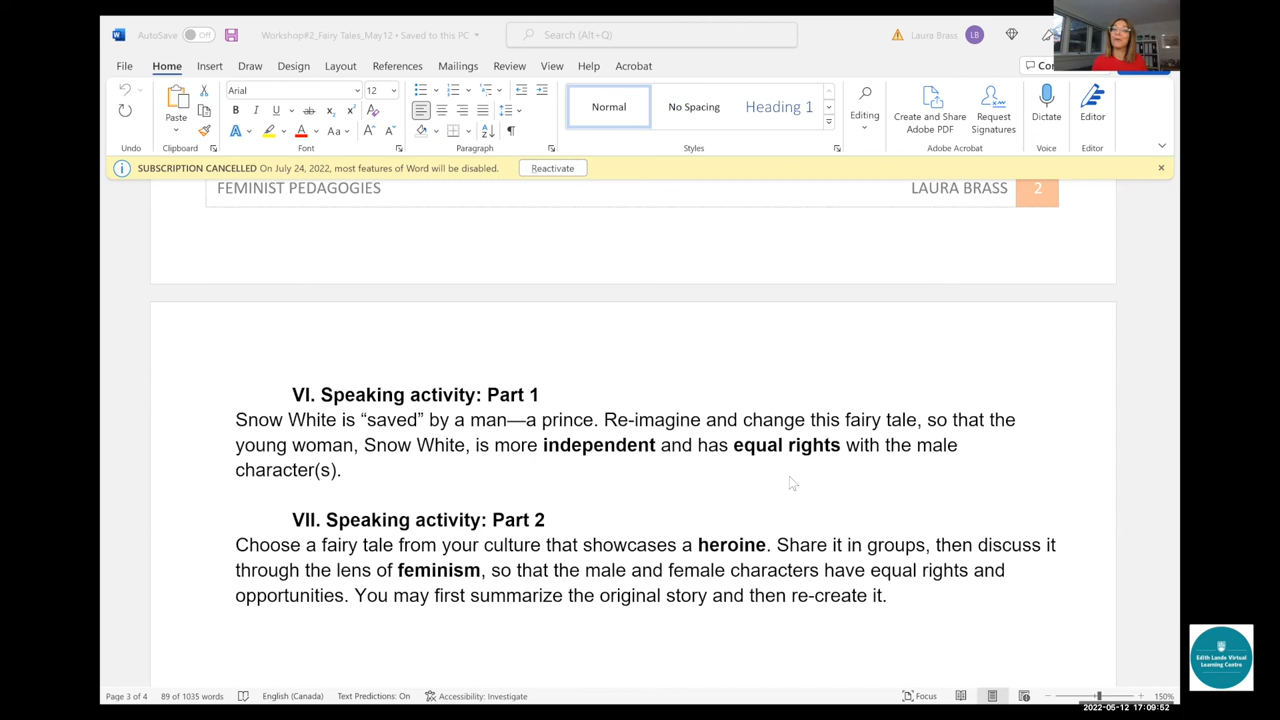 AutoSave Off Workshop#2_Fairy Tales_May12 • Saved to this PC Search (Alt+Q) Laura Brass LB
File Home Insert Draw Design Layout References Mailings Review View Help Acrobat
Arial 12 Normal No Spacing Heading 1
Paste Editing Create and Share Adobe PDF Request Signatures Dictate Editor
Undo Clipboard Font Paragraph Styles Adobe Acrobat Voice Editor
SUBSCRIPTION CANCELLED On July 24, 2022, most features of Word will be disabled. Reactivate
FEMINIST PEDAGOGIES LAURA BRASS 2
VI. Speaking activity: Part 1
Snow White is “saved” by a man—a prince. Re-imagine and change this fairy tale, so that the
young woman, Snow White, is more independent and has equal rights with the male
character(s).
VII. Speaking activity: Part 2
Choose a fairy tale from your culture that showcases a heroine. Share it in groups, then discuss it
through the lens of feminism, so that the male and female characters have equal rights and
opportunities. You may first summarize the original story and then re-create it.
Edith Lando Virtual
Learning Centre
Page 3 of 4 89 of 1035 words English (Canada) Text Predictions: On Accessibility: Investigate Focus 150%
2022-05-12 17:09:52